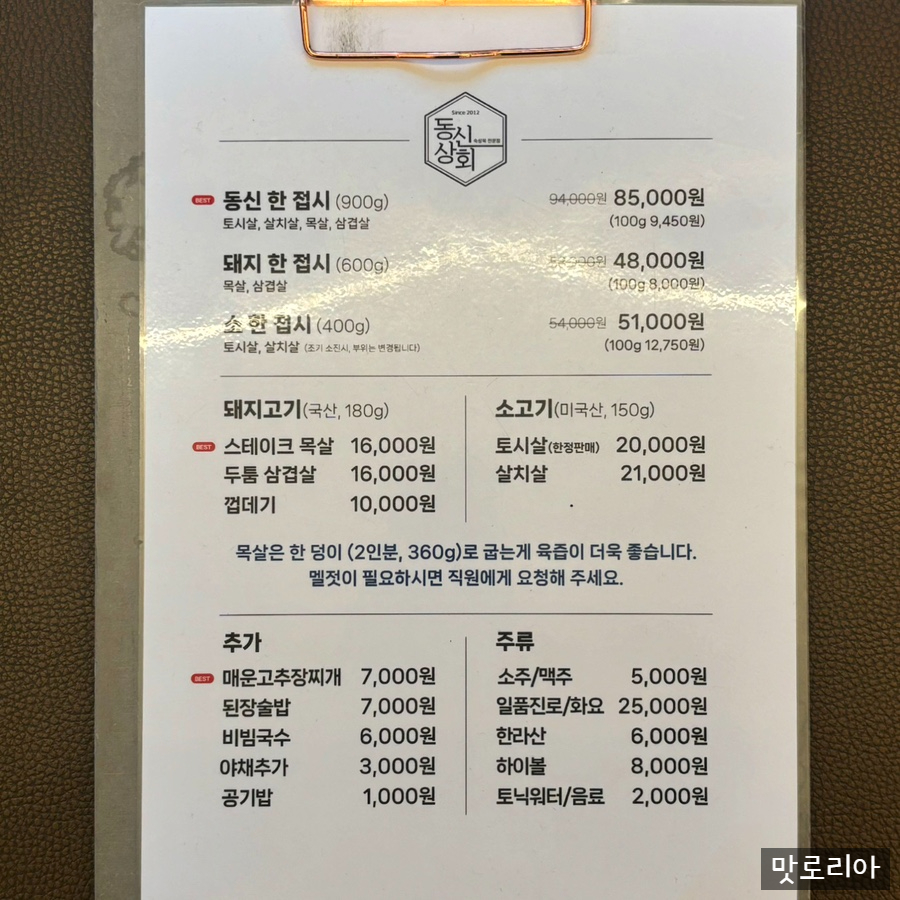 Since 2012
동신
상회
숙성육 전문점
BEST 동신 한 접시 (900g) 94,000원 85,000원
토시살, 살치살, 목살, 삼겹살 (100g 9,450원)
돼지 한 접시 (600g) 48,000원
목살, 삼겹살 (100g 8,000원)
소 한 접시 (400g) 54,000원 51,000원
토시살, 살치살 (조기 소진시, 부위는 변경됩니다) (100g 12,750원)
돼지고기(국산, 180g)
BEST 스테이크 목살 16,000원
두툼 삼겹살 16,000원
껍데기 10,000원
소고기(미국산, 150g)
토시살(한정판매) 20,000원
살치살 21,000원
목살은 한 덩이 (2인분, 360g)로 굽는게 육즙이 더욱 좋습니다.
멜젓이 필요하시면 직원에게 요청해 주세요.
추가
BEST 매운고추장찌개 7,000원
된장술밥 7,000원
비빔국수 6,000원
야채추가 3,000원
공기밥 1,000원
주류
소주/맥주 5,000원
일품진로/화요 25,000원
한라산 6,000원
하이볼 8,000원
토닉워터/음료 2,000원
맛로리아